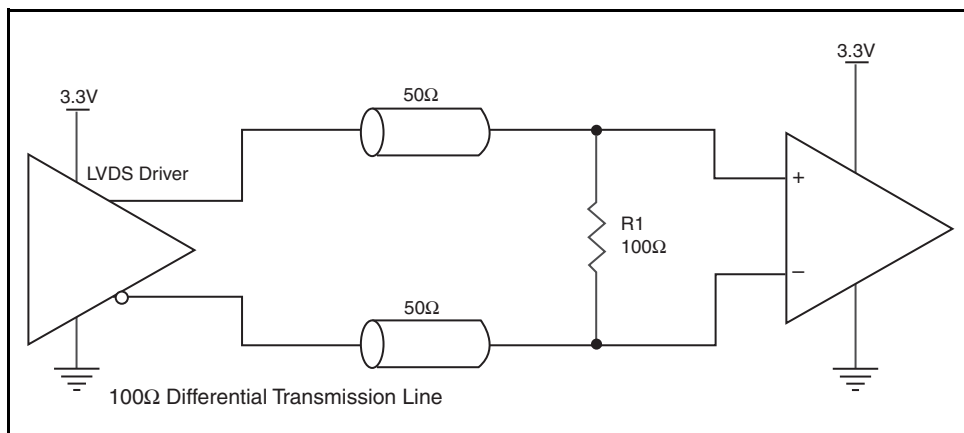 3.3V
50Ω
3.3V
LVDS Driver
+
R1
100Ω
−
50Ω
100Ω Differential Transmission Line